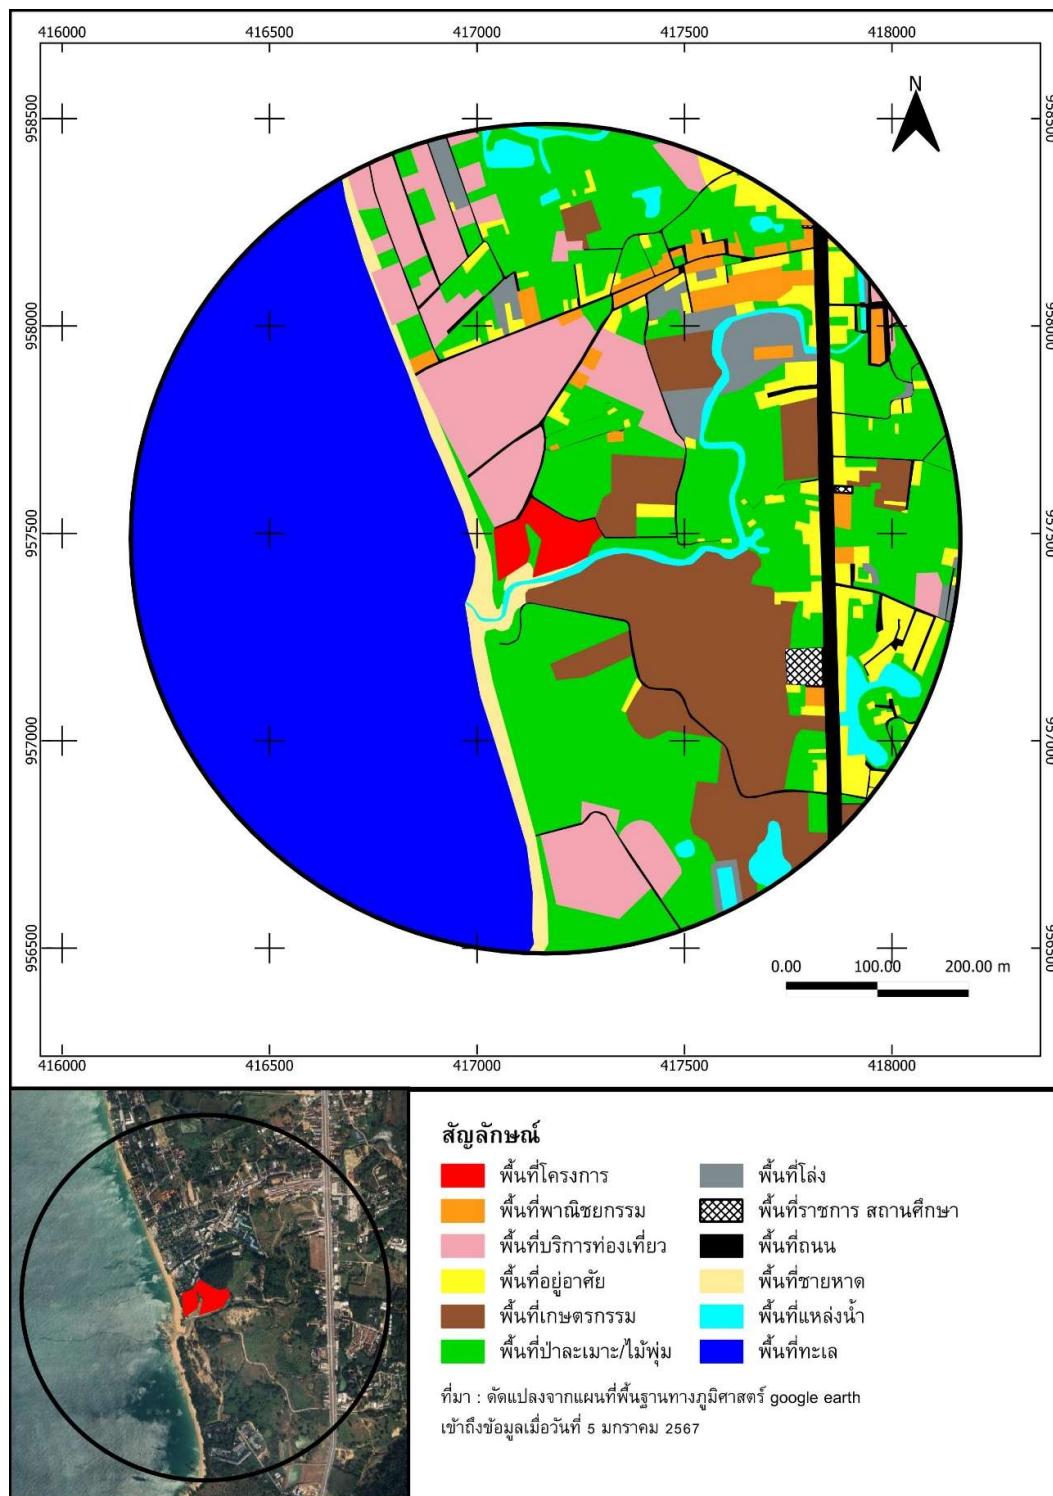 416000 416500 417000 417500 418000
N
958500 958500
958000 958000
957500 957500
957000 957000
956500 956500
0.00 100.00 200.00 m
416000 416500 417000 417500 418000
สัญลักษณ์
พื้นที่โครงการ
พื้นที่พาณิชยกรรม
พื้นที่บริการท่องเที่ยว
พื้นที่อยู่อาศัย
พื้นที่เกษตรกรรม
พื้นที่ป่าละเมาะ/ไม้พุ่ม
พื้นที่โล่ง
พื้นที่ราชการ สถานศึกษา
พื้นที่ถนน
พื้นที่ชายหาด
พื้นที่แหล่งน้ำ
พื้นที่ทะเล
ที่มา : ดัดแปลงจากแผนที่พื้นฐานทางภูมิศาสตร์ google earth
เข้าถึงข้อมูลเมื่อวันที่ 5 มกราคม 2567